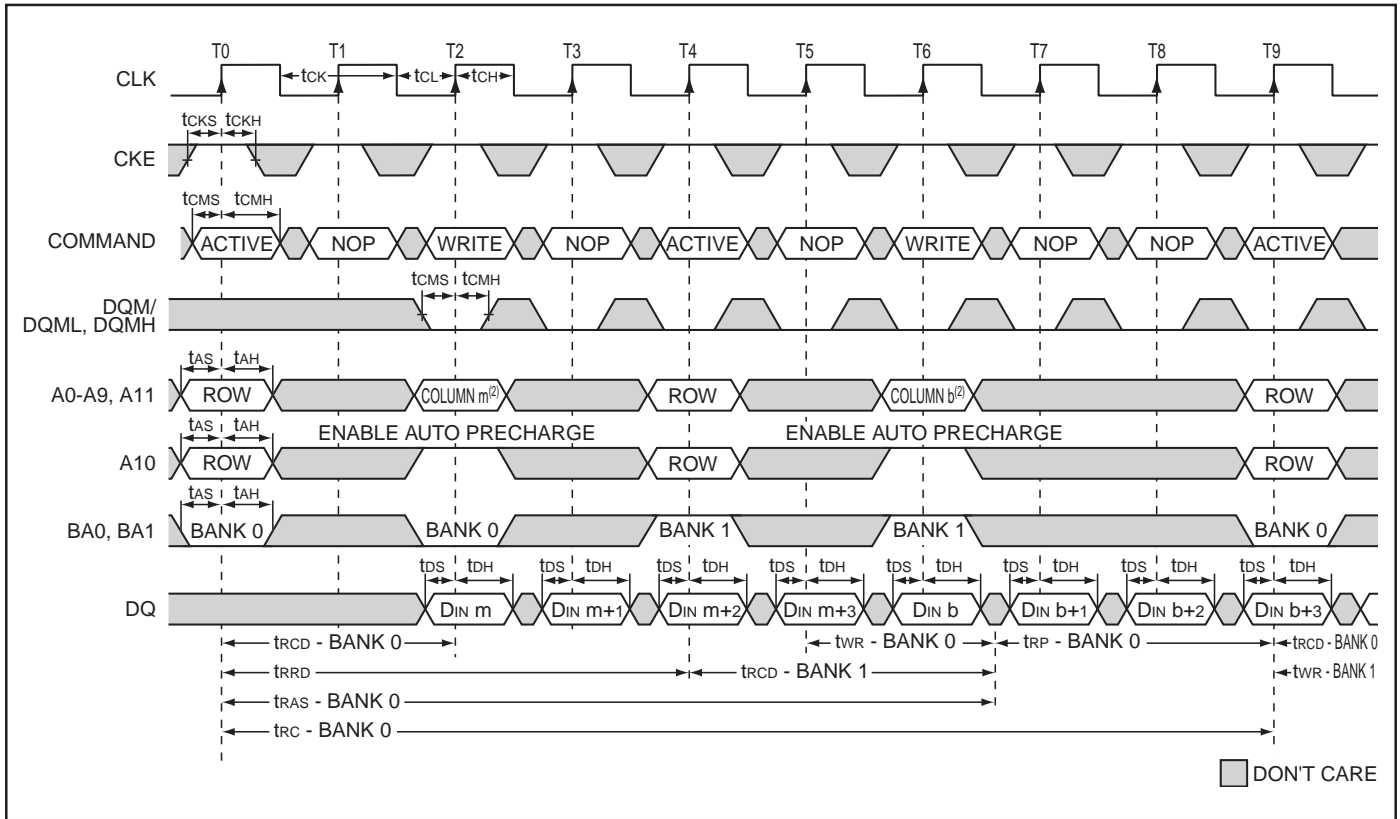 T0 T1 T2 T3 T4 T5 T6 T7 T8 T9
CLK
tCK tCL tCH
tCKS tCKH
CKE
tCMS tCMH
COMMAND ACTIVE NOP WRITE NOP ACTIVE NOP WRITE NOP NOP ACTIVE
tCMS tCMH
DQM/
DQML, DQMH
tAS tAH
A0-A9, A11 ROW COLUMN m(2) ROW COLUMN b(2) ROW
tAS tAH ENABLE AUTO PRECHARGE ENABLE AUTO PRECHARGE
A10 ROW ROW ROW
tAS tAH
BA0, BA1 BANK 0 BANK 0 BANK 1 BANK 1 BANK 0
tDS tDH tDS tDH tDS tDH tDS tDH tDS tDH tDS tDH tDS tDH tDS tDH
DQ DIN m DIN m+1 DIN m+2 DIN m+3 DIN b DIN b+1 DIN b+2 DIN b+3
tRCD - BANK 0 tWR - BANK 0 tRP - BANK 0 tRCD - BANK 0
tRRD tRCD - BANK 1 tWR - BANK 1
tRAS - BANK 0
tRC - BANK 0
DON'T CARE